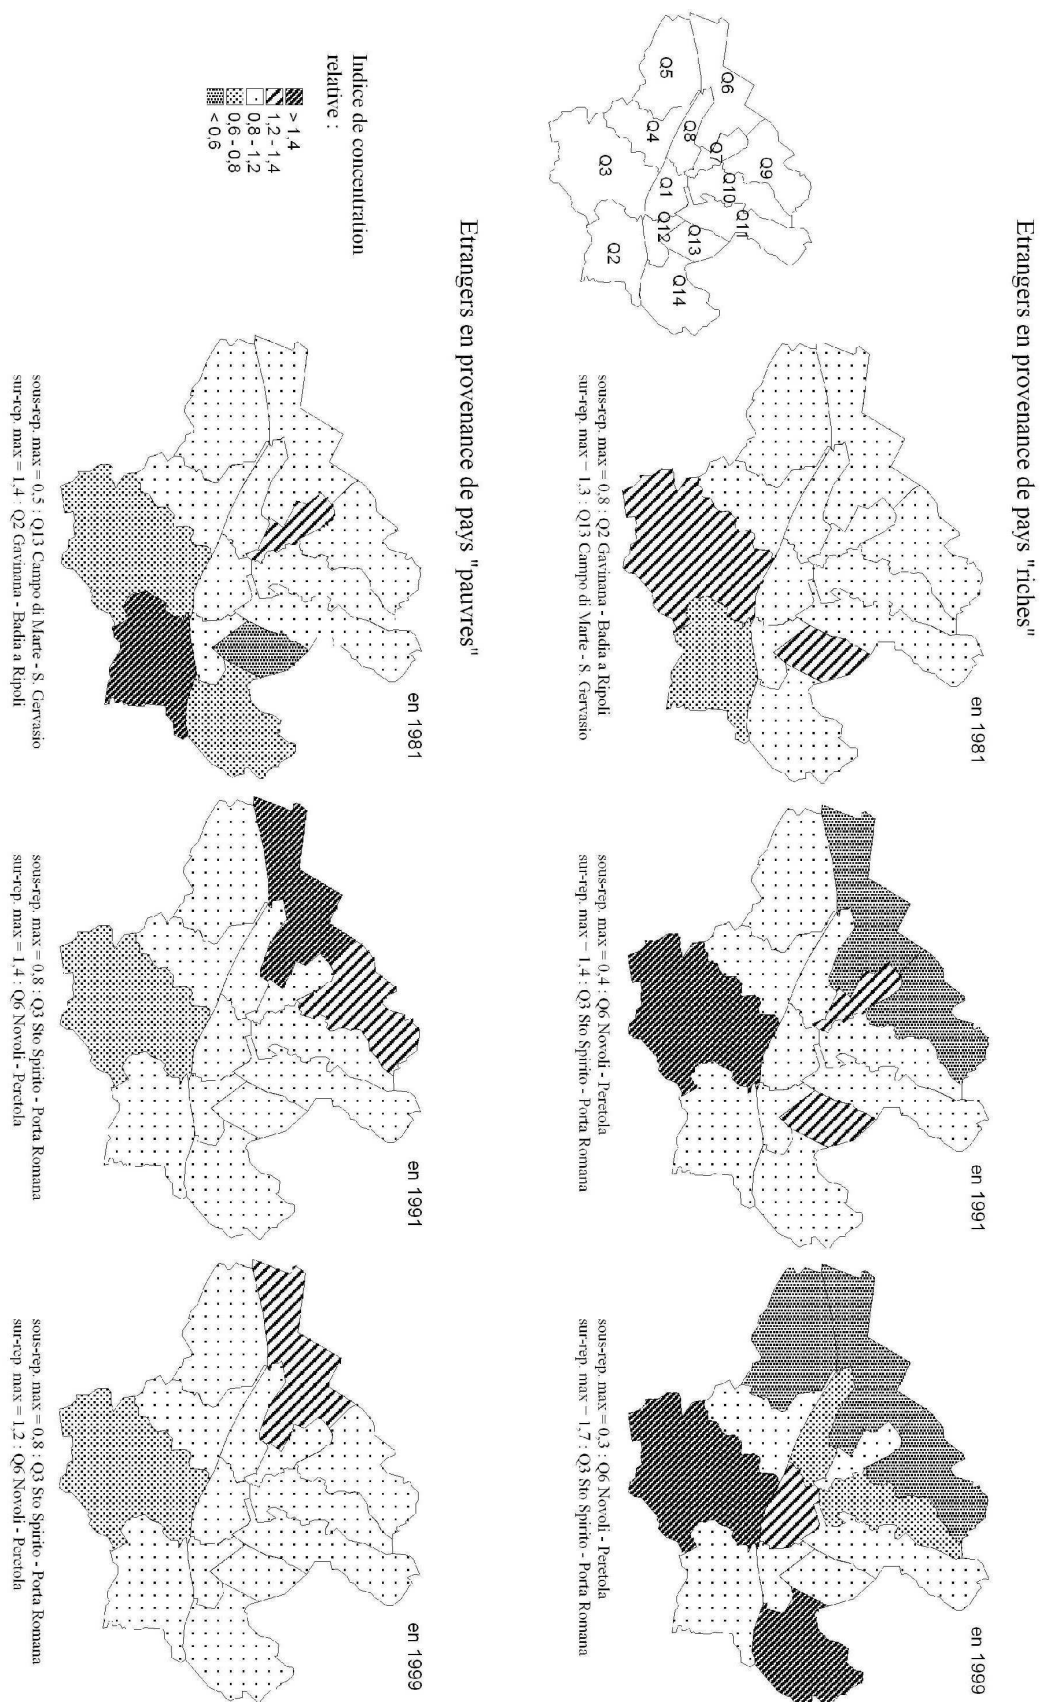 Etrangers en provenance de pays "riches"
Q5
Q6
Q4
Q8
Q7
Q9
Q3
Q1
Q10
Q11
Q12
Q13
Q2
Q14
en 1981
sous-rep. max = 0,8 : Q2 Gavinana - Badia a Ripoli
sur-rep. max = 1,3 : Q13 Campo di Marte - S. Gervasio
en 1991
sous-rep. max = 0,4 : Q6 Novoli - Peretola
sur-rep. max = 1,4 : Q3 Sto Spirito - Porta Romana
en 1999
sous-rep. max = 0,3 : Q6 Novoli - Peretola
sur-rep. max = 1,7 : Q3 Sto Spirito - Porta Romana
Etrangers en provenance de pays "pauvres"
Indice de concentration
relative :
> 1,4
1,2 - 1,4
0,8 - 1,2
0,6 - 0,8
< 0,6
en 1981
sous-rep. max = 0,5 : Q13 Campo di Marte - S. Gervasio
sur-rep. max = 1,4 : Q2 Gavinana - Badia a Ripoli
en 1991
sous-rep. max = 0,8 : Q3 Sto Spirito - Porta Romana
sur-rep. max = 1,4 : Q6 Novoli - Peretola
en 1999
sous-rep. max = 0,8 : Q3 Sto Spirito - Porta Romana
sur-rep max = 1,2 : Q6 Novoli - Peretola